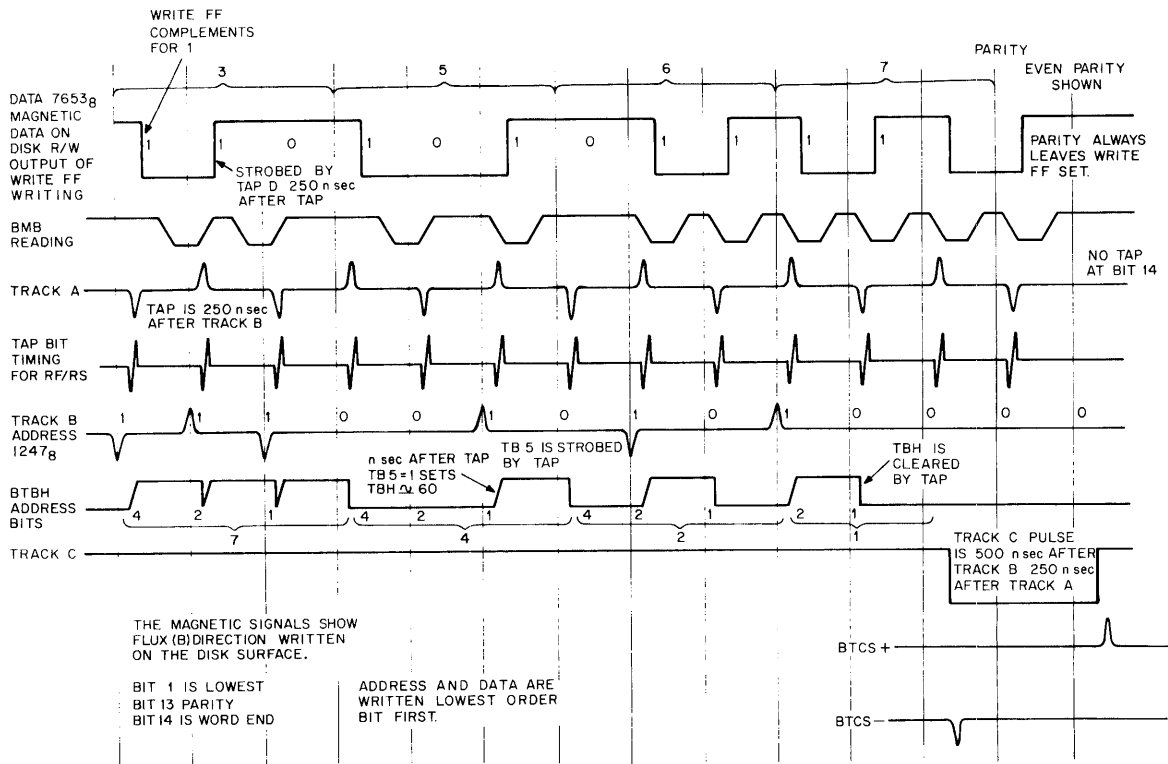 WRITE FF
COMPLEMENTS
FOR 1
PARITY
3
5
6
7
EVEN PARITY
SHOWN
DATA 7653₈
MAGNETIC
DATA ON
DISK R/W
OUTPUT OF
WRITE FF
WRITING
1 1 0 1 0 1 0 1 1 1 1
STROBED BY
TAP D 250 n sec
AFTER TAP
PARITY ALWAYS
LEAVES WRITE
FF SET.
BMB
READING
TRACK A
TAP IS 250 n sec
AFTER TRACK B
NO TAP
AT BIT 14
TAP BIT
TIMING
FOR RF/RS
TRACK B
ADDRESS
1247₈
1 1 1 0 0 1 0 1 0 1 0 0 0 0
n sec AFTER TAP
TB 5 = 1 SETS
TBH ≃ 60
TB 5 IS STROBED
BY TAP
TBH IS
CLEARED
BY TAP
BTBH
ADDRESS
BITS
4 2 1 4 2 1 4 2 1 2 1
7 4 2 1
TRACK C
TRACK C PULSE
IS 500 n sec AFTER
TRACK B 250 n sec
AFTER TRACK A
THE MAGNETIC SIGNALS SHOW
FLUX (B) DIRECTION WRITTEN
ON THE DISK SURFACE.
BTCS +
BIT 1 IS LOWEST
BIT 13 PARITY
BIT 14 IS WORD END
ADDRESS AND DATA ARE
WRITTEN LOWEST ORDER
BIT FIRST.
BTCS –